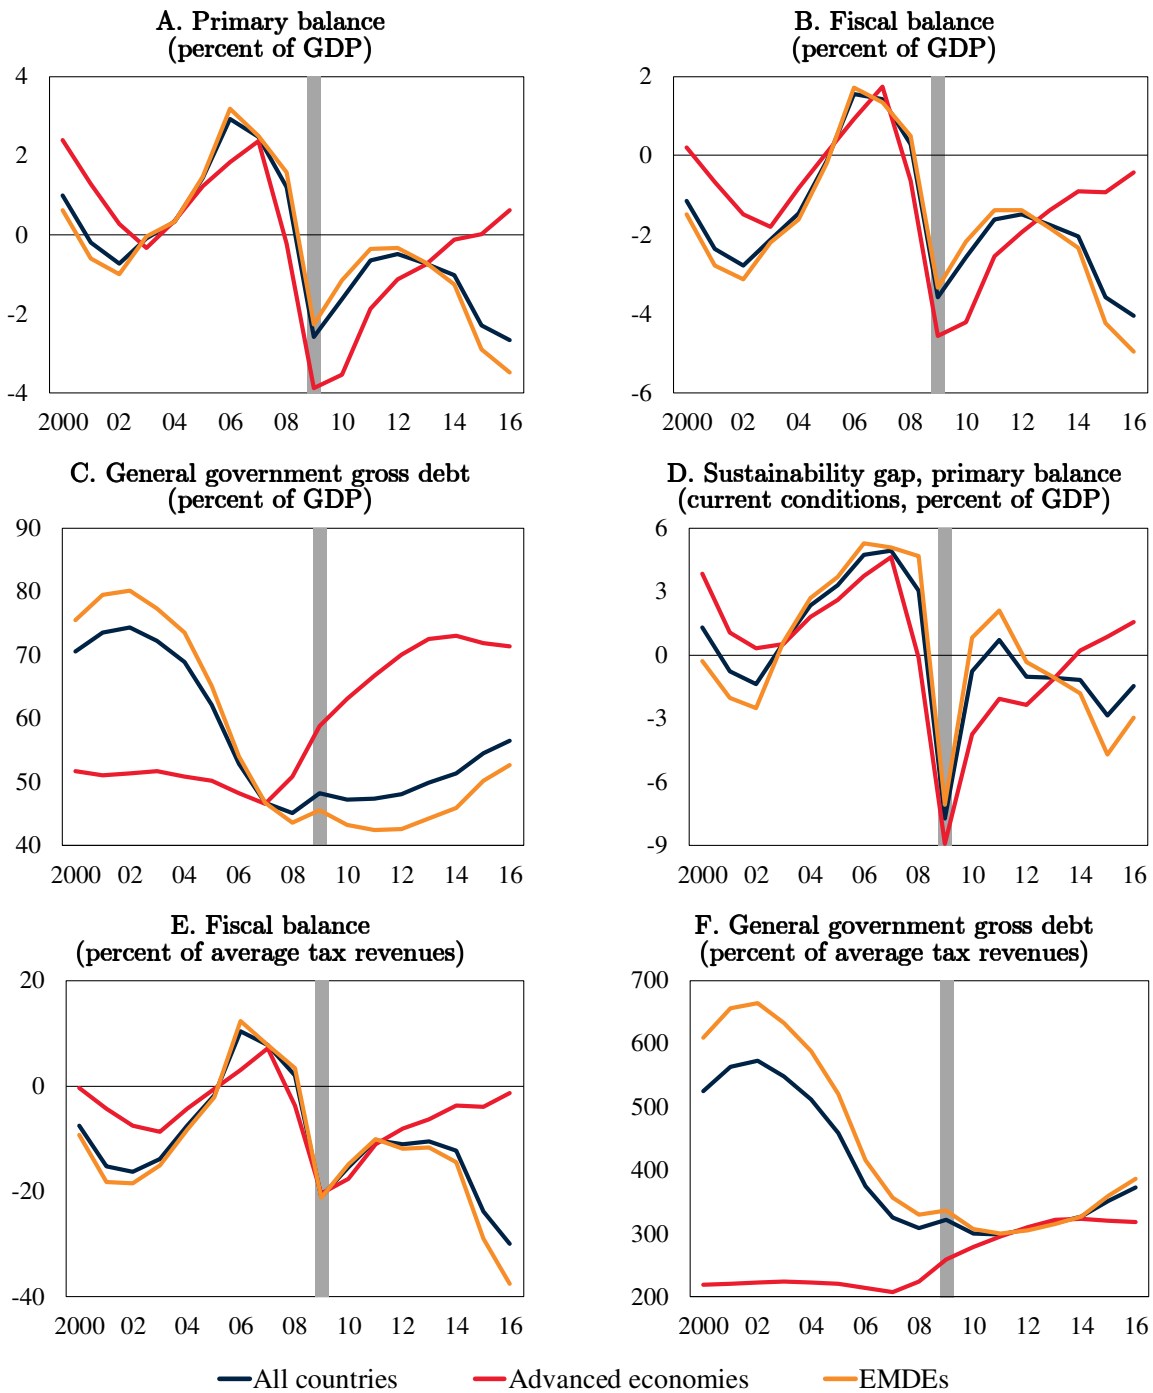 A. Primary balance
(percent of GDP)
4
2
0
-2
-4
2000 02 04 06 08 10 12 14 16
B. Fiscal balance
(percent of GDP)
2
0
-2
-4
-6
2000 02 04 06 08 10 12 14 16
C. General government gross debt
(percent of GDP)
90
80
70
60
50
40
2000 02 04 06 08 10 12 14 16
D. Sustainability gap, primary balance
(current conditions, percent of GDP)
6
3
0
-3
-6
-9
2000 02 04 06 08 10 12 14 16
E. Fiscal balance
(percent of average tax revenues)
20
0
-20
-40
2000 02 04 06 08 10 12 14 16
F. General government gross debt
(percent of average tax revenues)
700
600
500
400
300
200
2000 02 04 06 08 10 12 14 16
All countries Advanced economies EMDEs